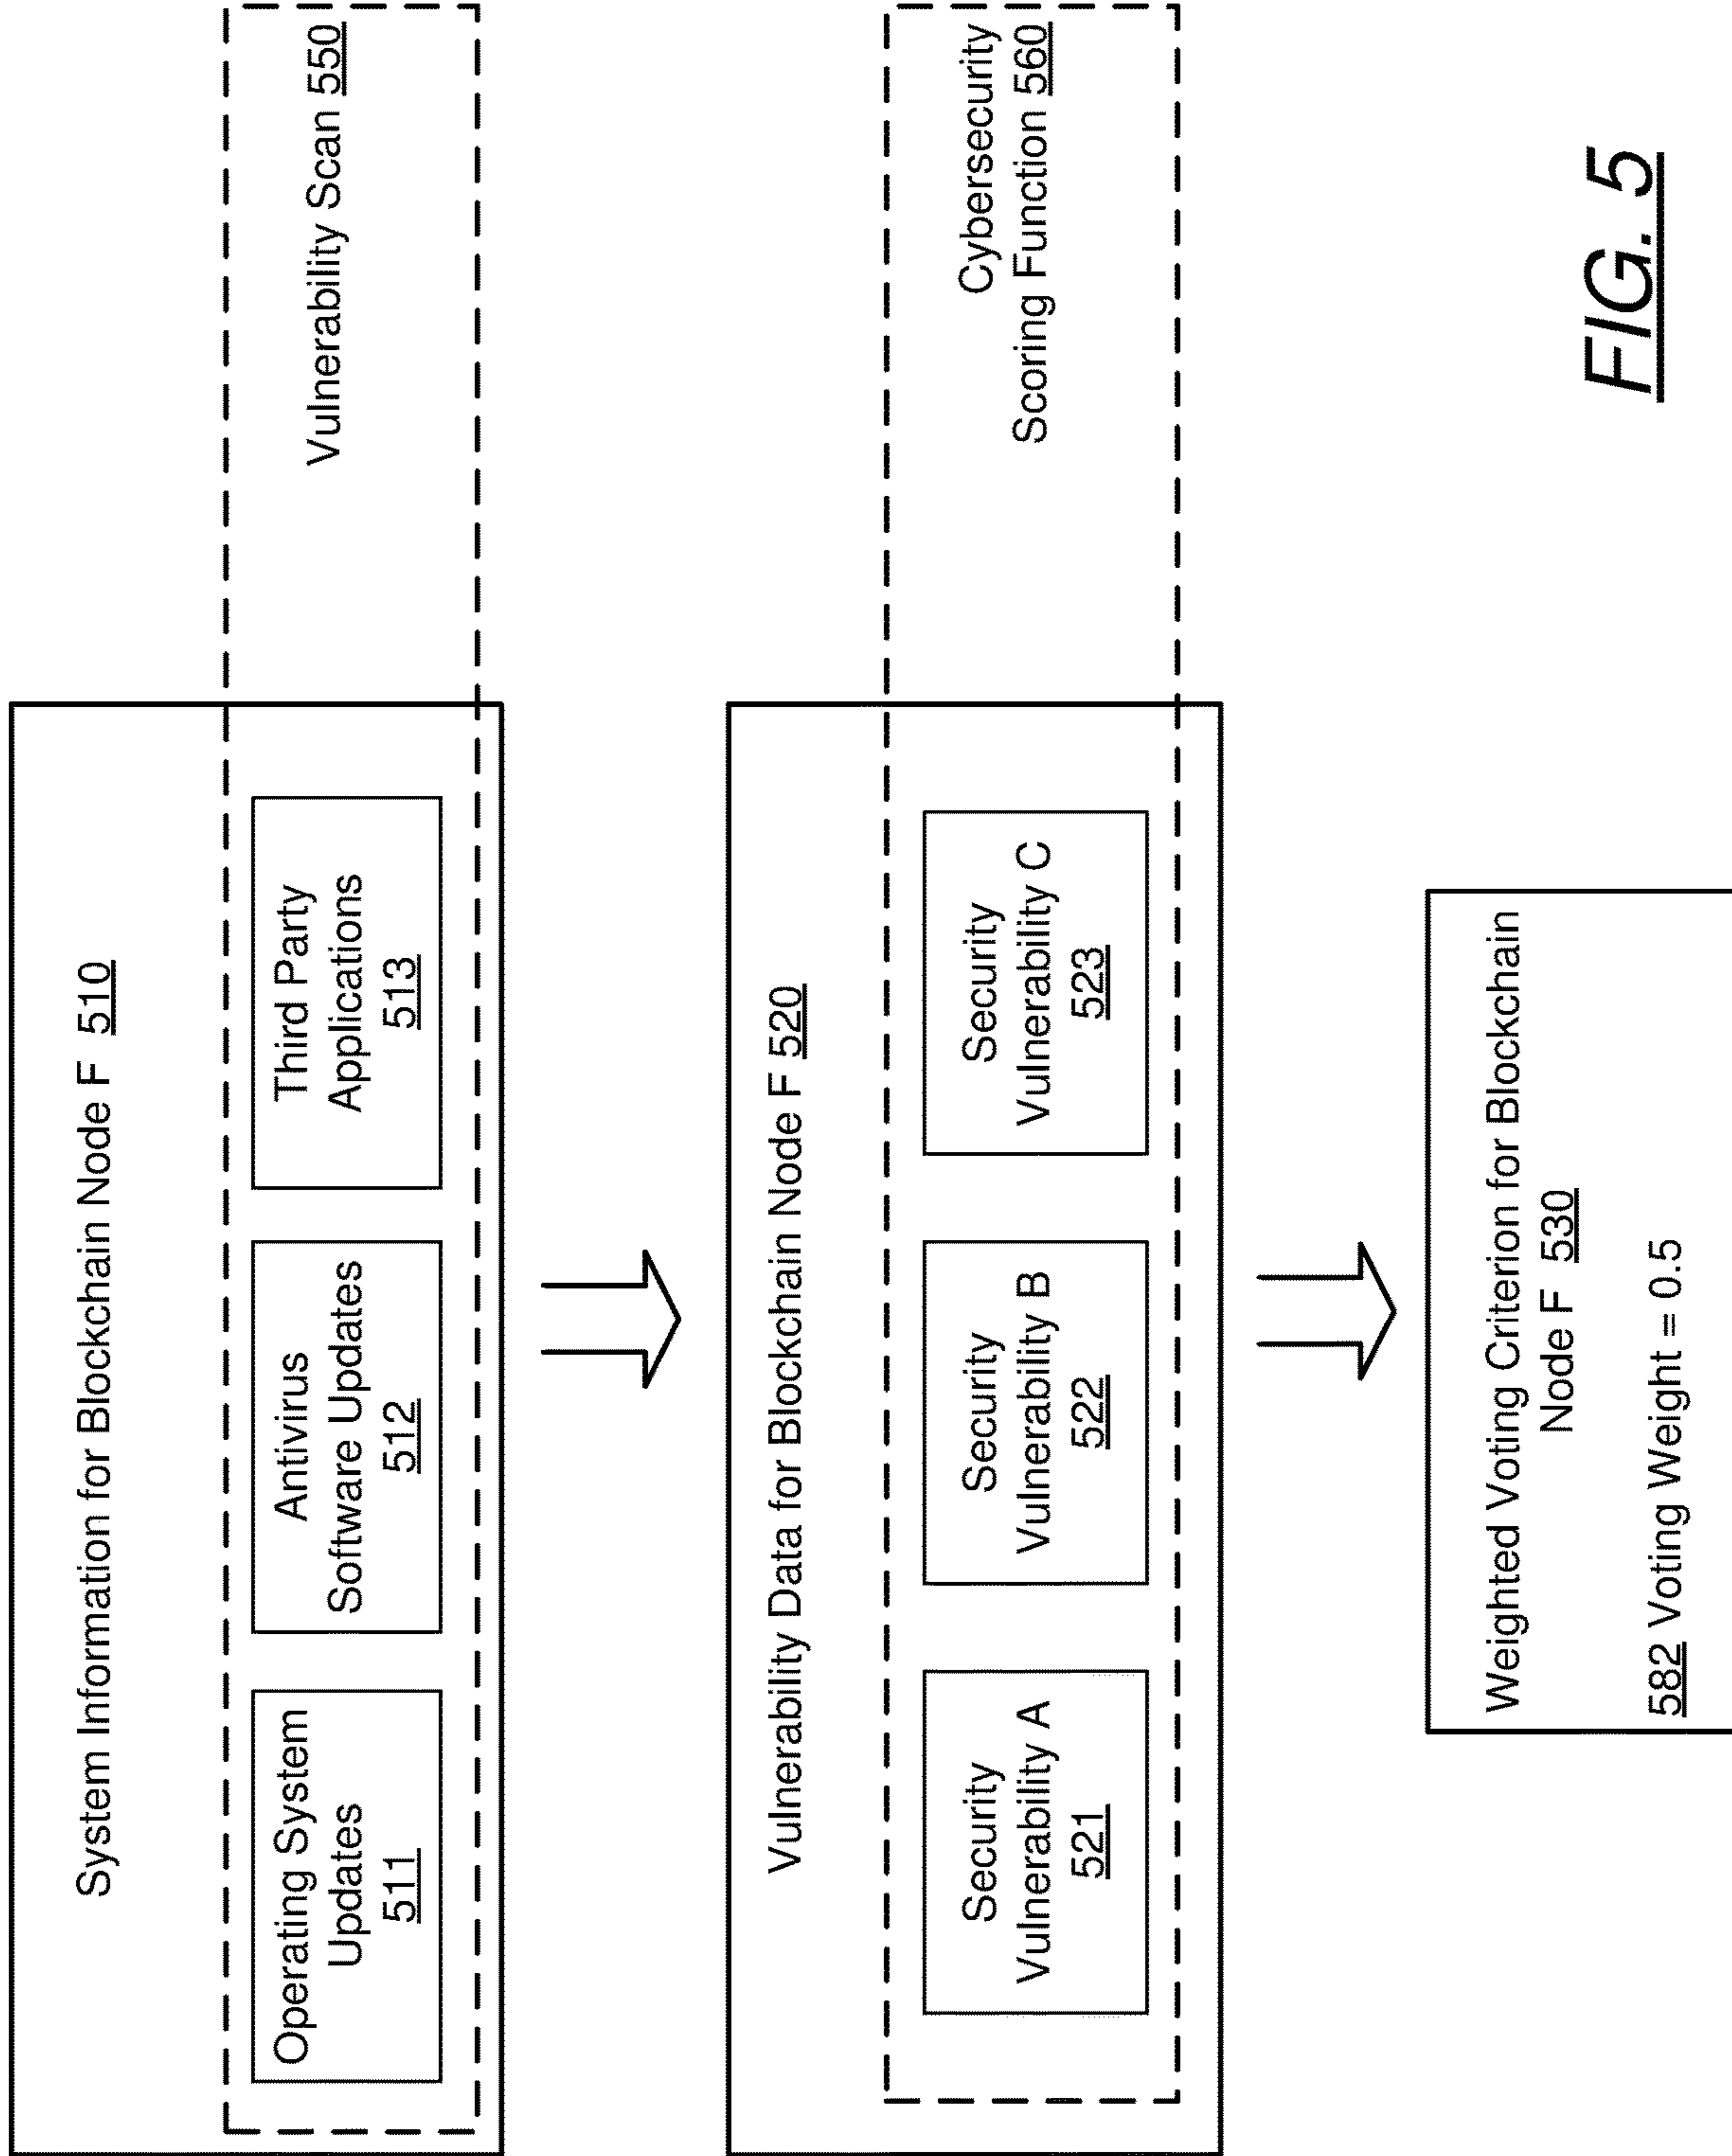 System Information for Blockchain Node F 510
Operating System
Updates
511
Antivirus
Software Updates
512
Third Party
Applications
513
Vulnerability Scan 550
Vulnerability Data for Blockchain Node F 520
Security
Vulnerability A
521
Security
Vulnerability B
522
Security
Vulnerability C
523
Cybersecurity
Scoring Function 560
Weighted Voting Criterion for Blockchain
Node F 530
582 Voting Weight = 0.5
FIG. 5